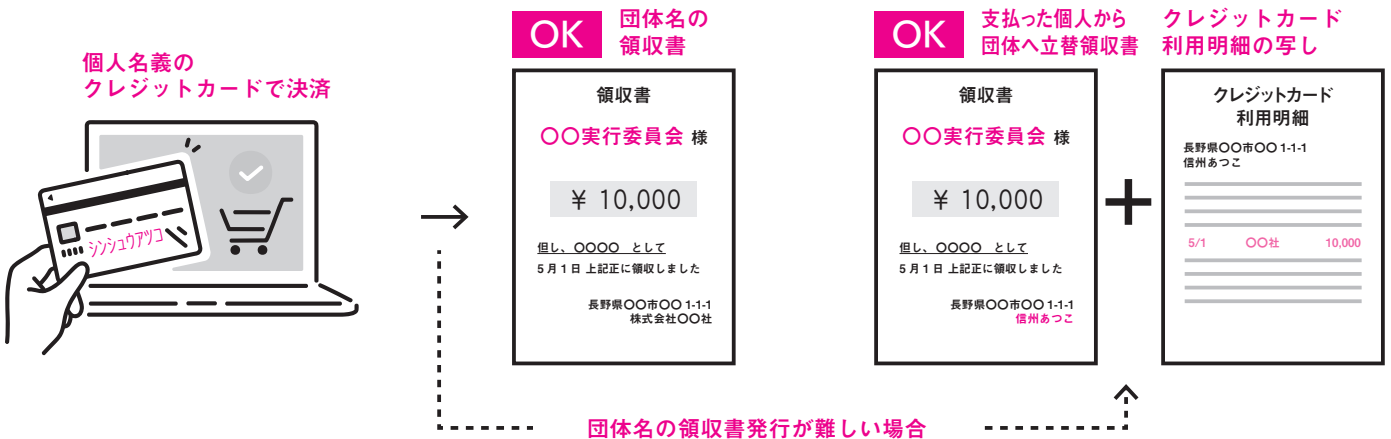 個人名義の
クレジットカードで決済
シンシュウアツコ
OK
団体名の
領収書
領収書
〇〇実行委員会 様
¥ 10,000
但し、〇〇〇〇 として
5月1日 上記正に領収しました
長野県〇〇市〇〇 1-1-1
株式会社〇〇社
OK
支払った個人から
団体へ立替領収書
領収書
〇〇実行委員会 様
¥ 10,000
但し、〇〇〇〇 として
5月1日 上記正に領収しました
長野県〇〇市〇〇 1-1-1
信州あつこ
+
クレジットカード
利用明細の写し
クレジットカード
利用明細
長野県〇〇市〇〇 1-1-1
信州あつこ
5/1 〇〇社 10,000
団体名の領収書発行が難しい場合